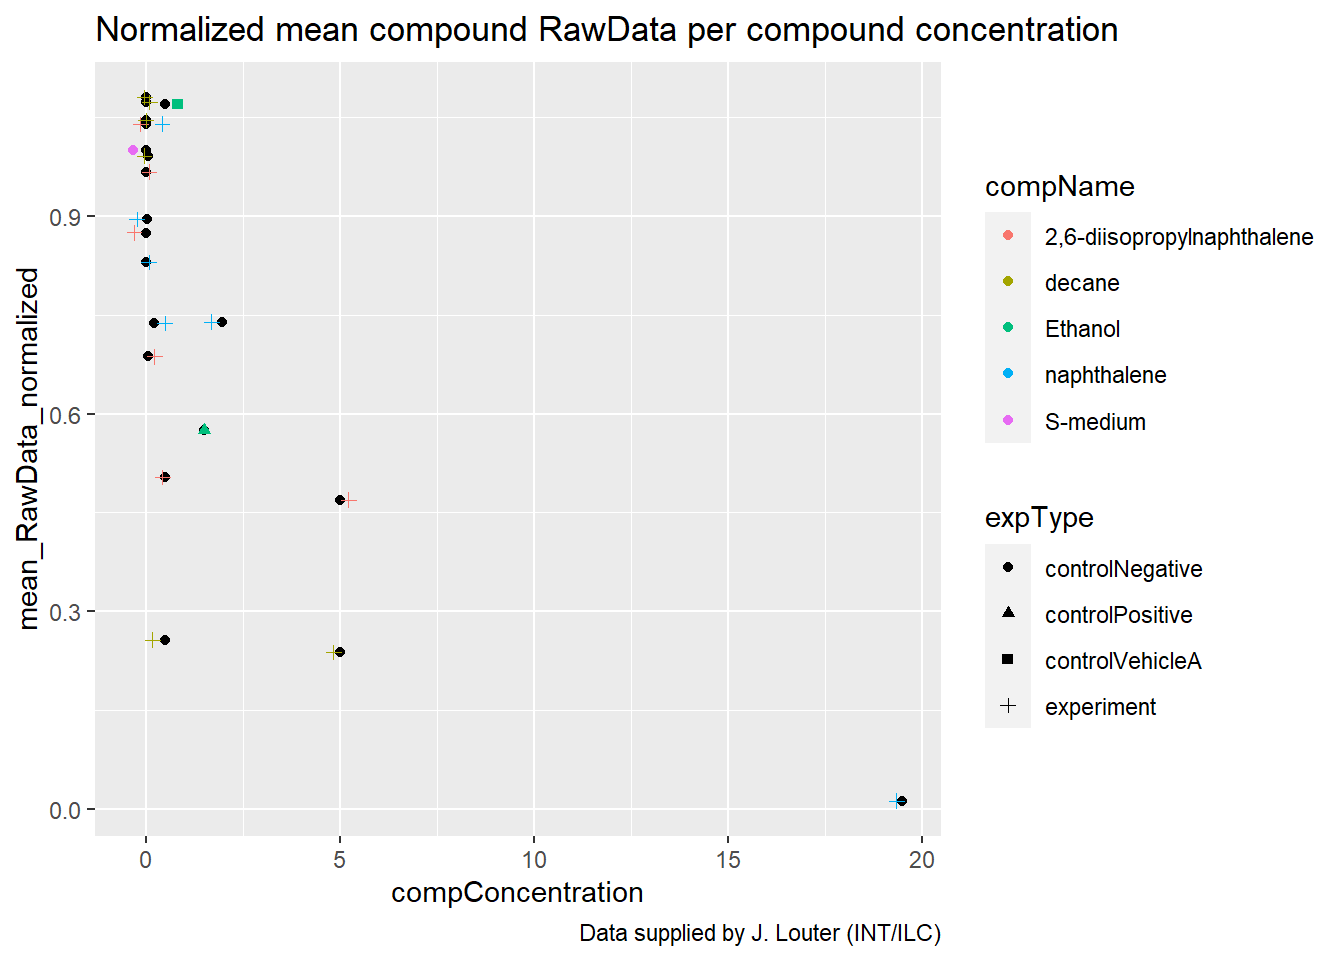 Normalized mean compound RawData per compound concentration
mean_RawData_normalized
0.9
0.6
0.3
0.0
0
5
10
15
20
compConcentration
Data supplied by J. Louter (INT/ILC)
compName
2,6-diisopropylnaphthalene
decane
Ethanol
naphthalene
S-medium
expType
controlNegative
controlPositive
controlVehicleA
experiment